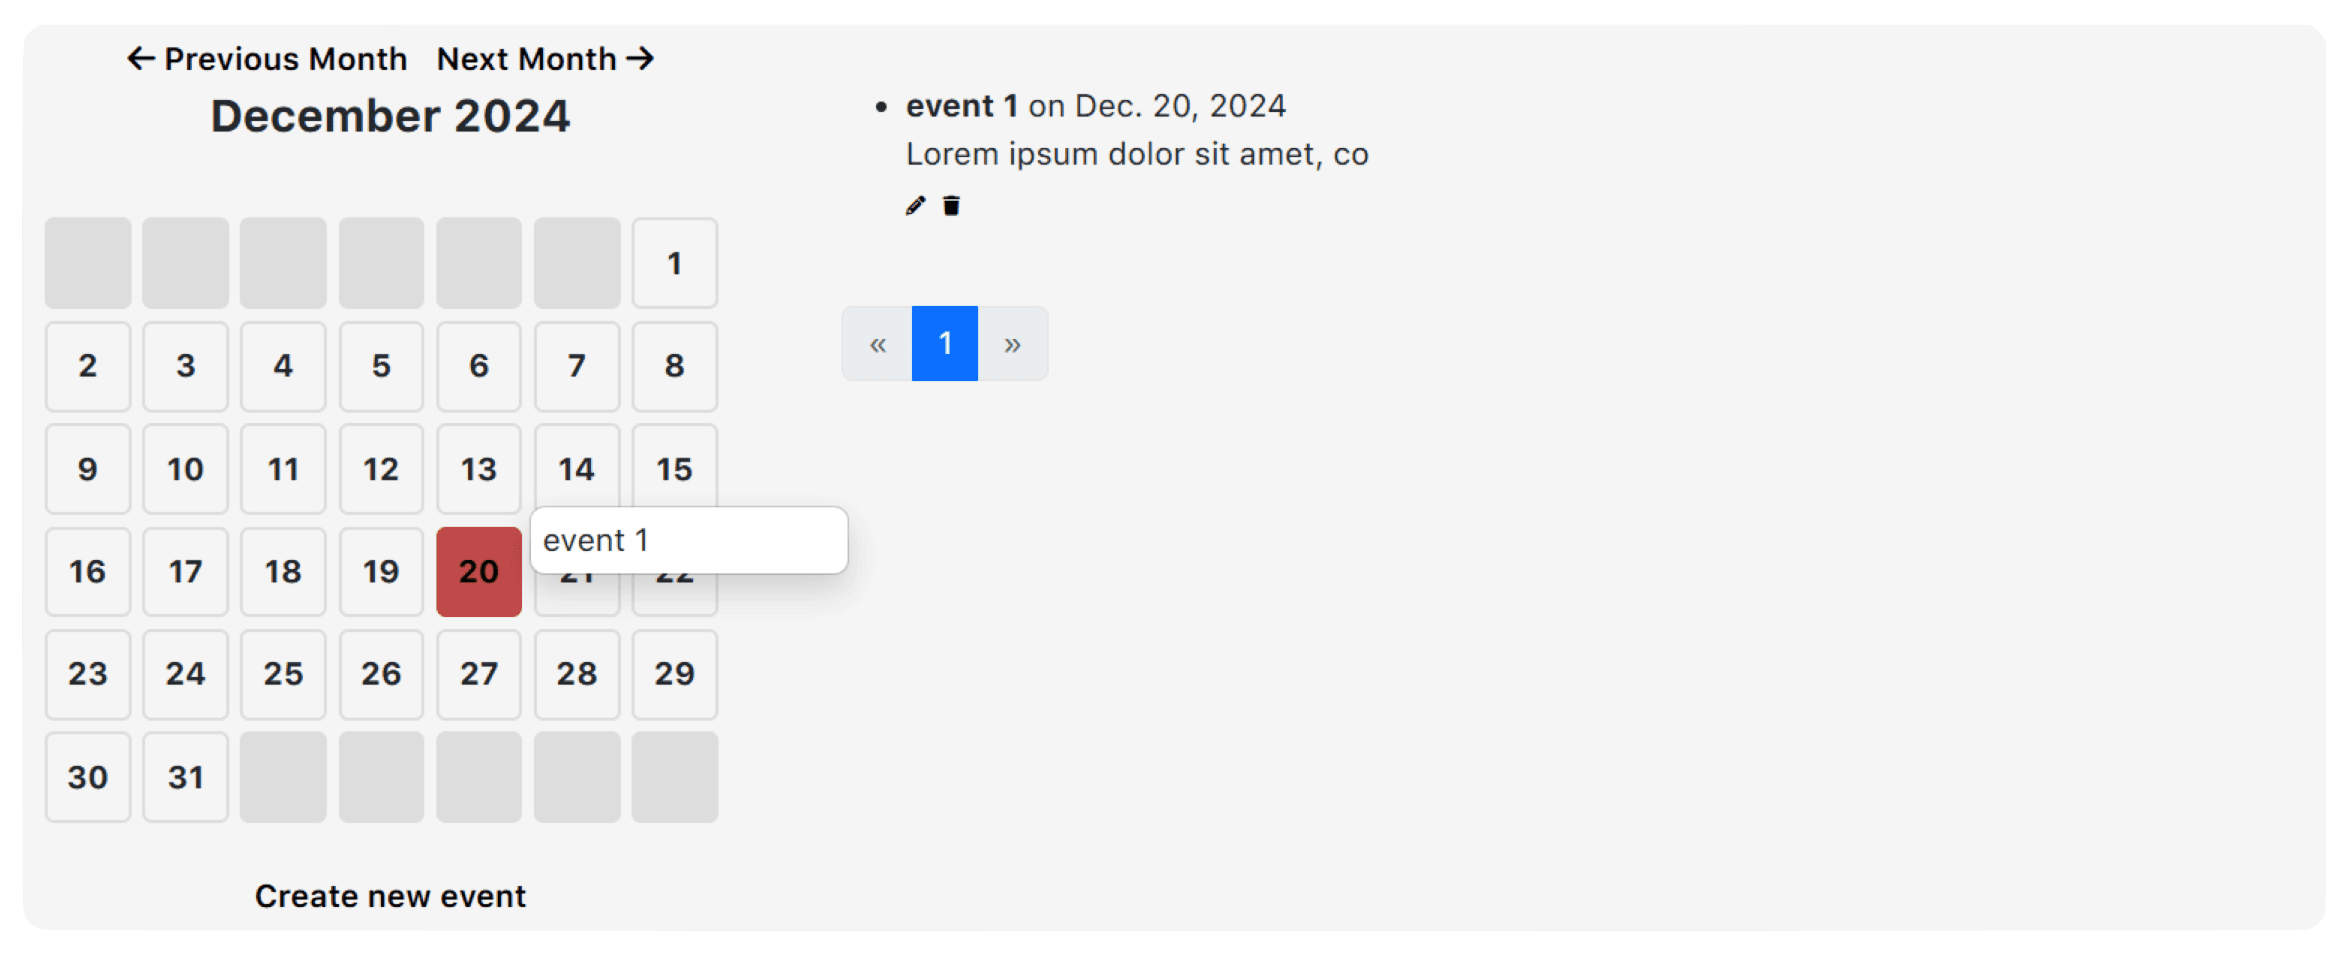 ← Previous Month Next Month →
December 2024
1
2 3 4 5 6 7 8
9 10 11 12 13 14 15
16 17 18 19 20 21 22
23 24 25 26 27 28 29
30 31
event 1
Create new event
• event 1 on Dec. 20, 2024
Lorem ipsum dolor sit amet, co
« 1 »